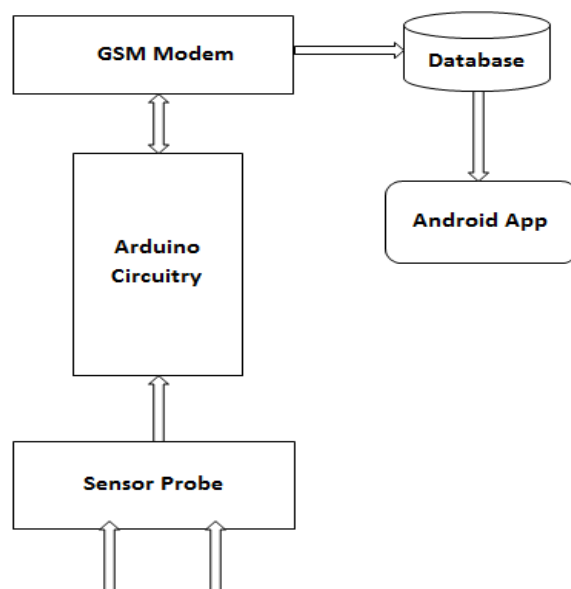 GSM Modem
Database
Android App
Arduino
Circuitry
Sensor Probe